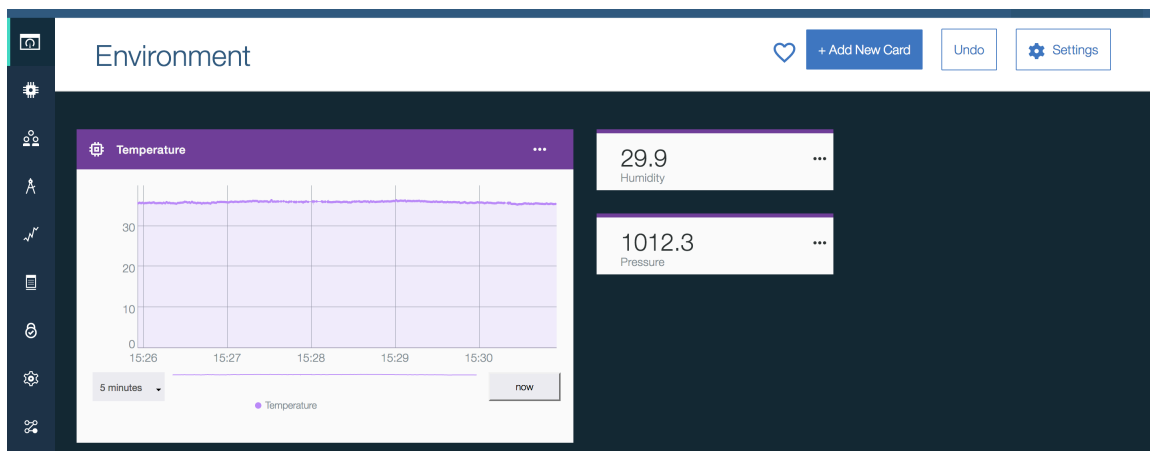 Environment
+ Add New Card
Undo
Settings
Temperature
30
20
10
0
15:26 15:27 15:28 15:29 15:30
5 minutes
now
Temperature
29.9
Humidity
1012.3
Pressure